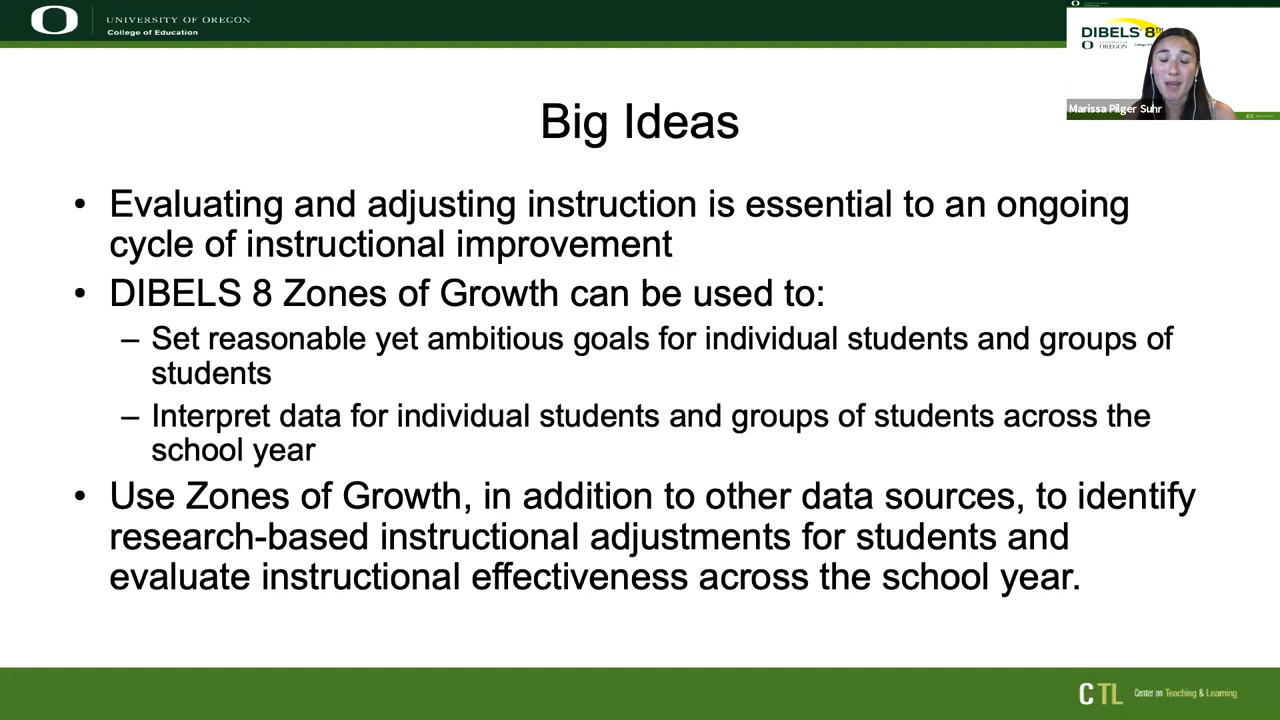 UNIVERSITY OF OREGON
College of Education
DIBELS 8
OREGON
Marissa Pilger Suhr
Big Ideas
• Evaluating and adjusting instruction is essential to an ongoing
cycle of instructional improvement
• DIBELS 8 Zones of Growth can be used to:
– Set reasonable yet ambitious goals for individual students and groups of
students
– Interpret data for individual students and groups of students across the
school year
• Use Zones of Growth, in addition to other data sources, to identify
research-based instructional adjustments for students and
evaluate instructional effectiveness across the school year.
CTL Center on Teaching & Learning